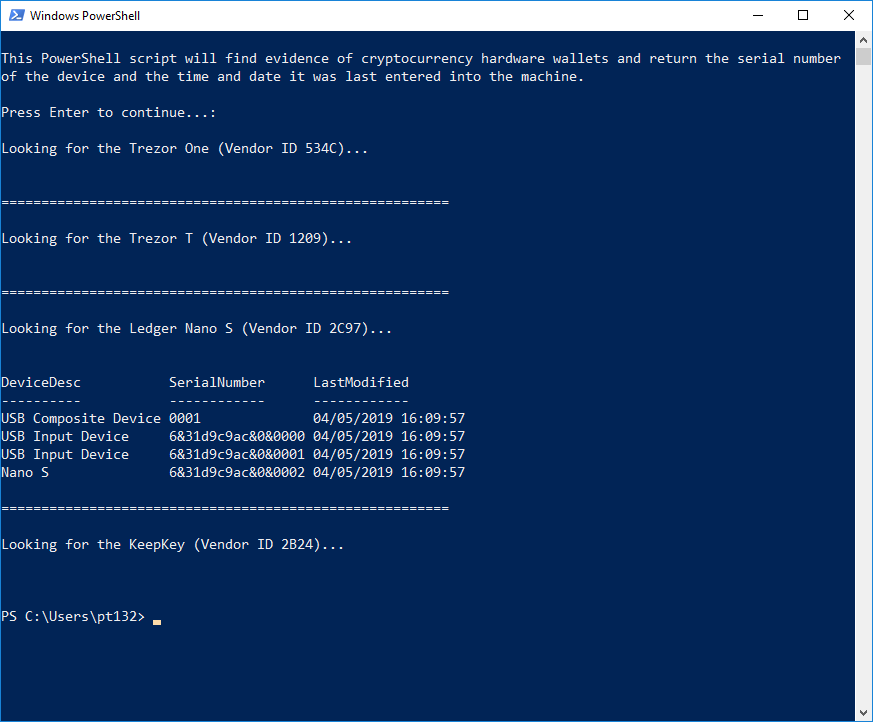 Windows PowerShell
This PowerShell script will find evidence of cryptocurrency hardware wallets and return the serial number
of the device and the time and date it was last entered into the machine.
Press Enter to continue...:
Looking for the Trezor One (Vendor ID 534C)...
========================================================
Looking for the Trezor T (Vendor ID 1209)...
========================================================
Looking for the Ledger Nano S (Vendor ID 2C97)...
DeviceDesc           SerialNumber      LastModified
----------           ------------      ------------
USB Composite Device 0001              04/05/2019 16:09:57
USB Input Device     6&31d9c9ac&0&0000 04/05/2019 16:09:57
USB Input Device     6&31d9c9ac&0&0001 04/05/2019 16:09:57
Nano S               6&31d9c9ac&0&0002 04/05/2019 16:09:57
========================================================
Looking for the KeepKey (Vendor ID 2B24)...
PS C:\Users\pt132>